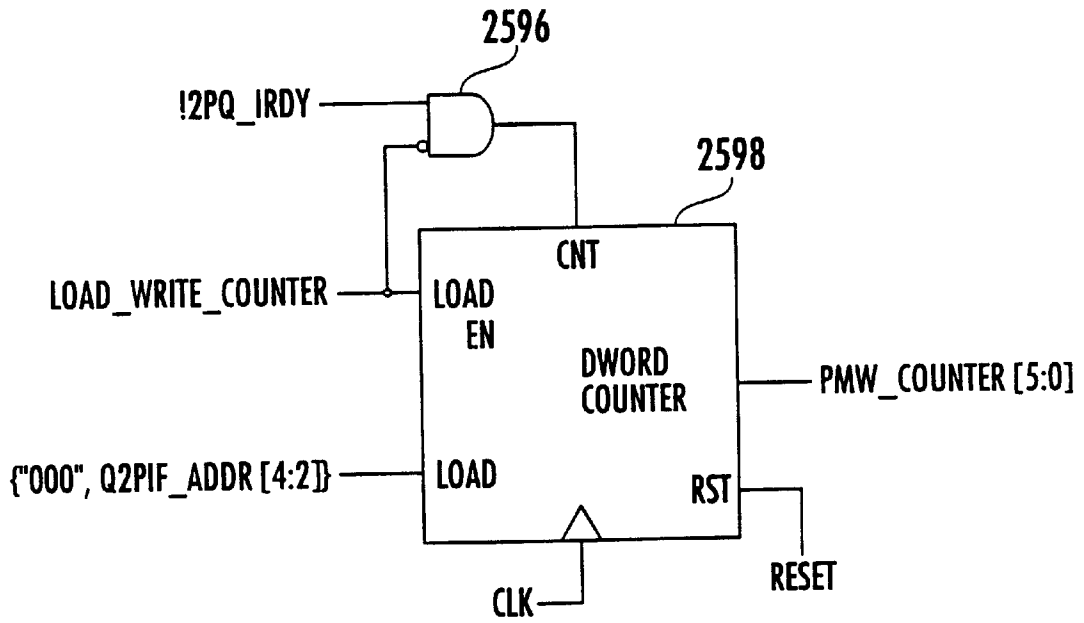 2596
!2PQ_IRDY
2598
CNT
LOAD_WRITE_COUNTER
LOAD
EN
DWORD
COUNTER
PMW_COUNTER [5:0]
{"000", Q2PIF_ADDR [4:2]}
LOAD
RST
RESET
CLK